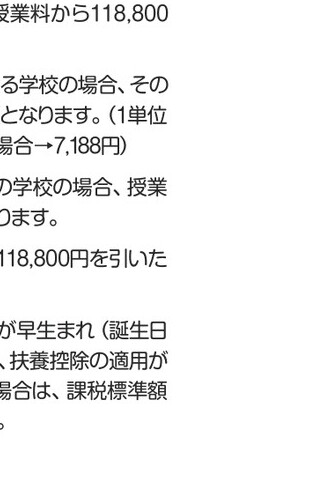 授業料から118,800
る学校の場合、その
となります。（1単位
場合→7,188円）
の学校の場合、授業
ります。
118,800円を引いた
が早生まれ（誕生日
、扶養控除の適用が
場合は、課税標準額
。